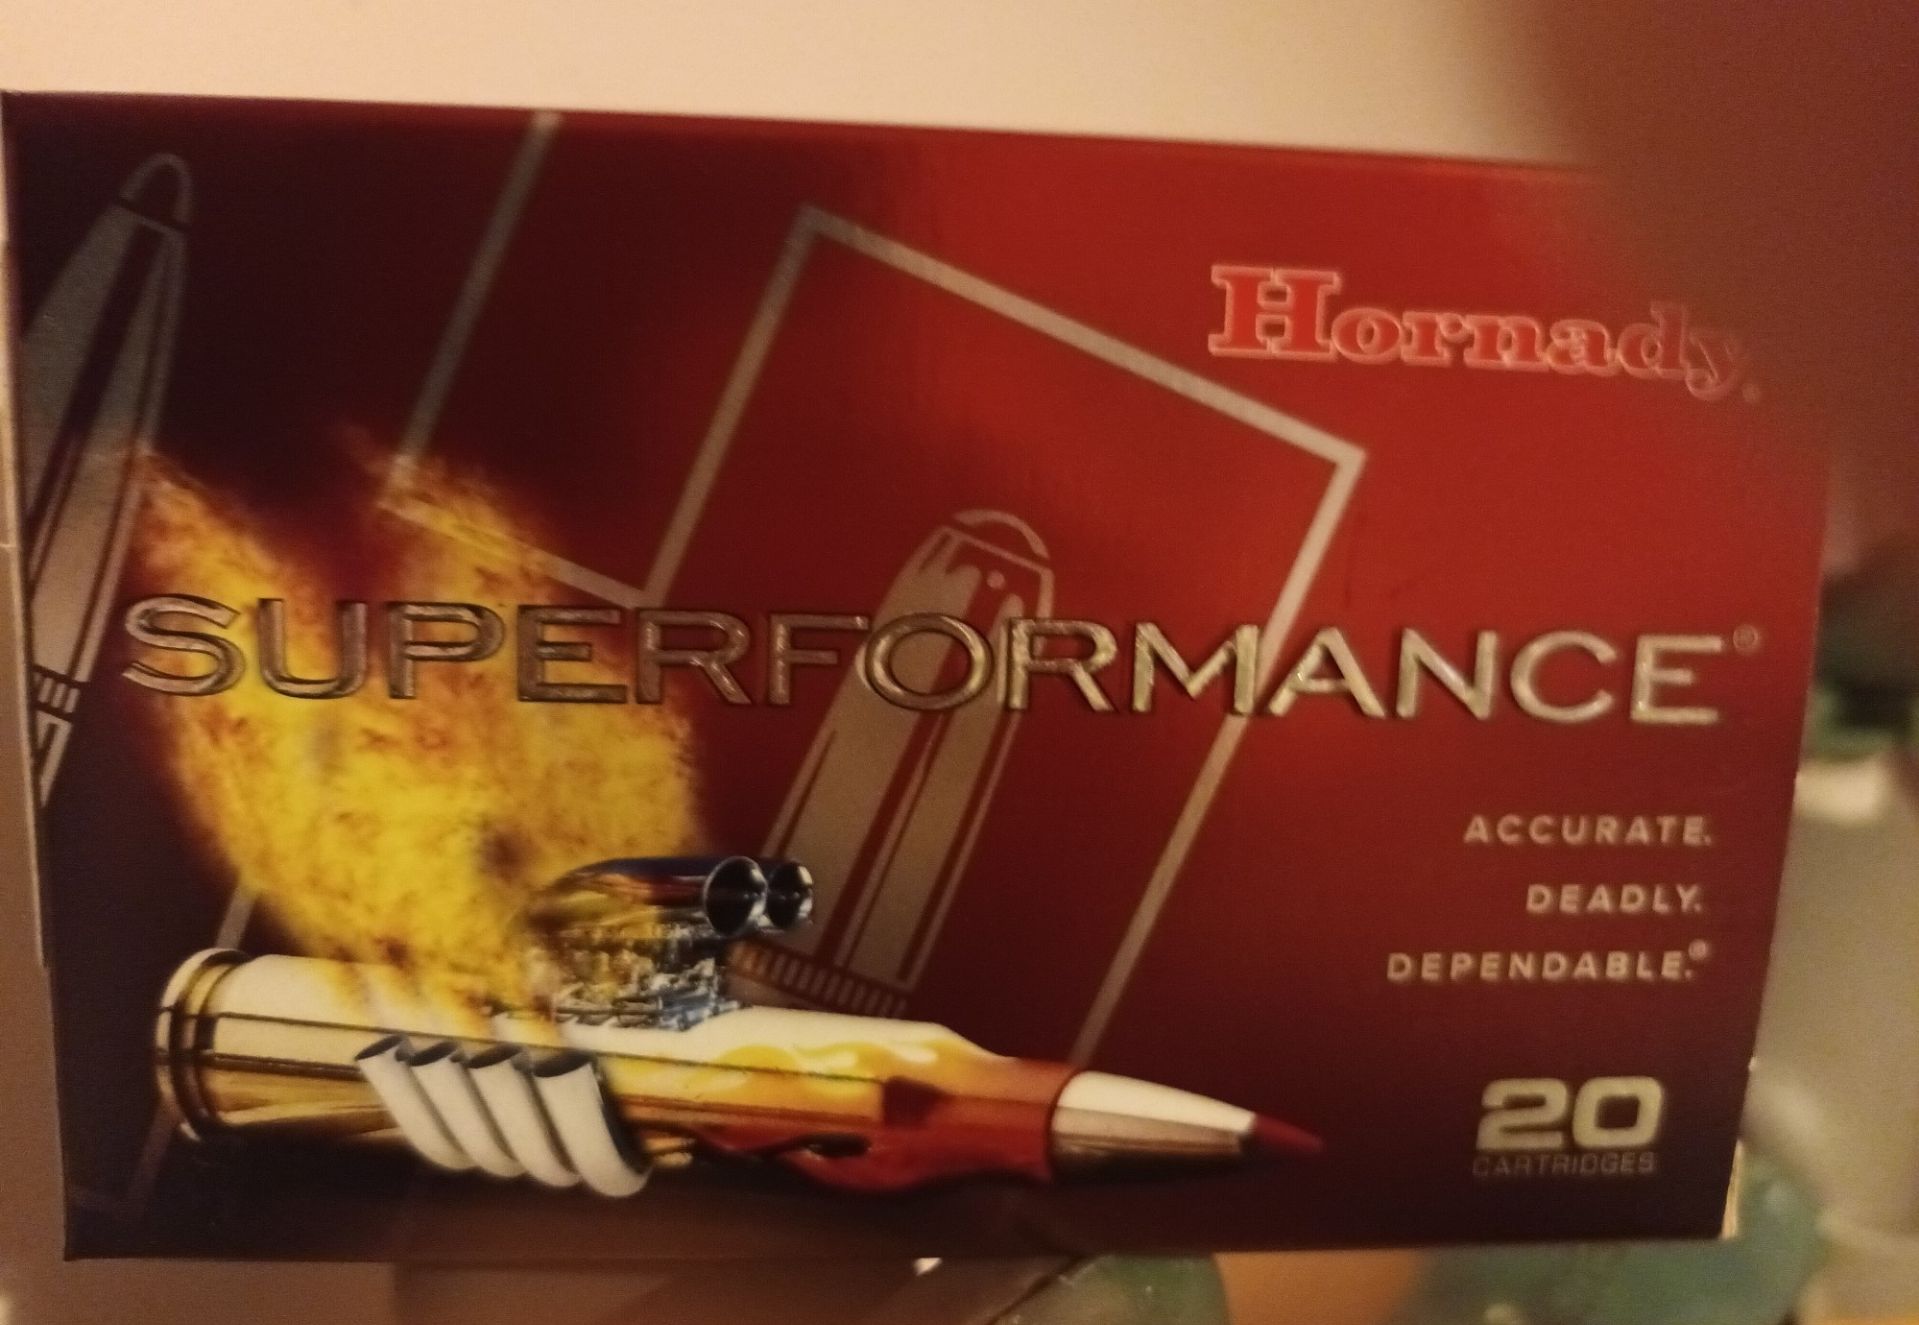 Hornady.
SUPERFORMANCE®
ACCURATE.
DEADLY.
DEPENDABLE.®
20
CARTRIDGES